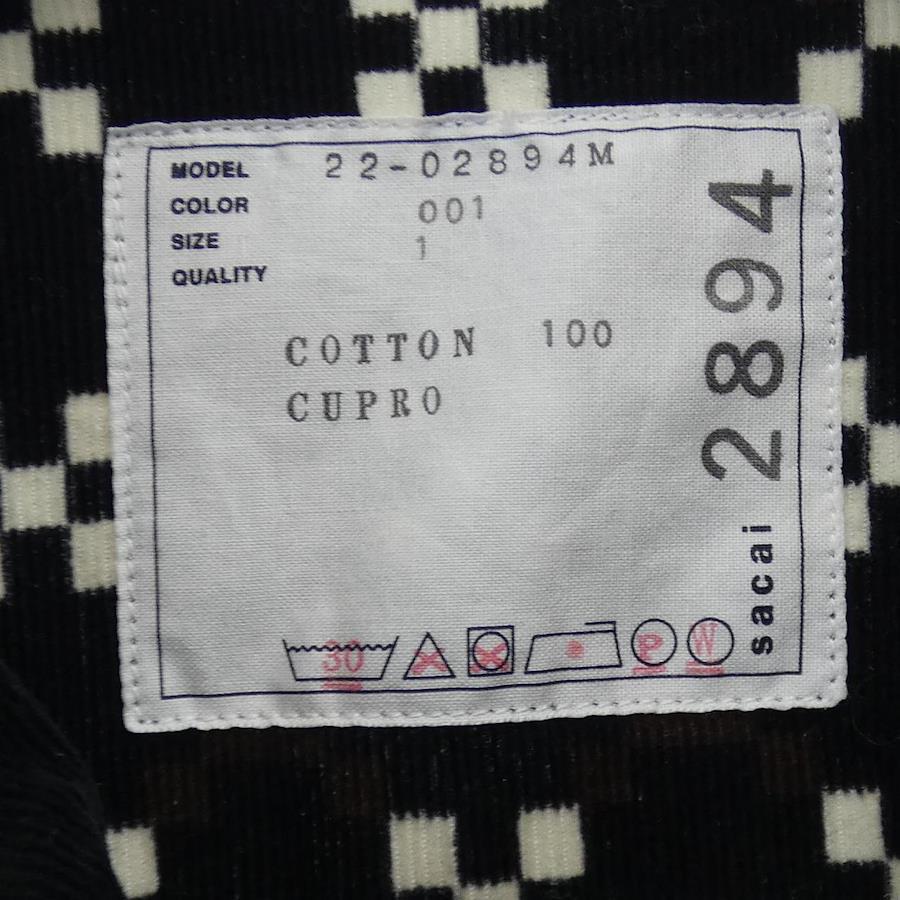 MODEL 22-02894M
COLOR 001
SIZE 1
QUALITY
COTTON 100
CUPRO
30
P
W
sacai 2894